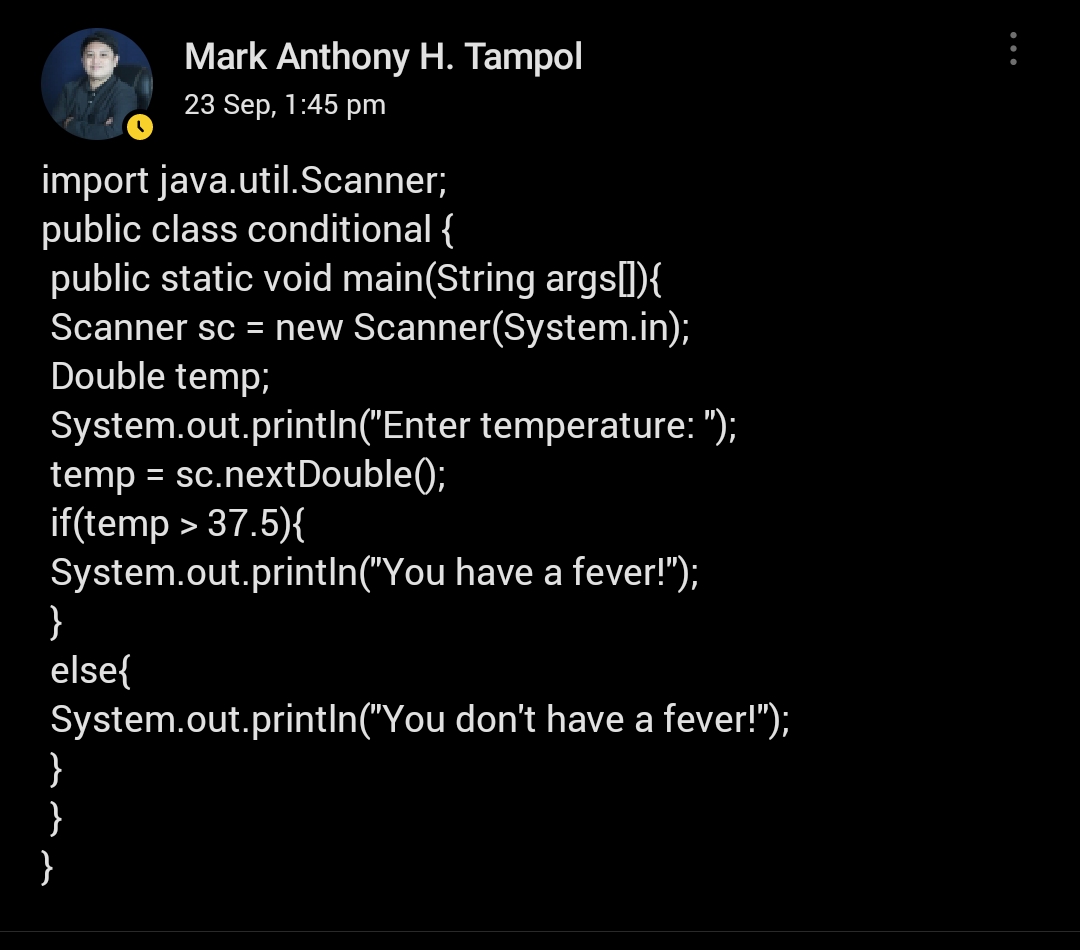 Mark Anthony H. Tampol
23 Sep, 1:45 pm
import java.util.Scanner;
public class conditional {
public static void main(String args[]){
Scanner sc = new Scanner(System.in);
Double temp;
System.out.println("Enter temperature: ");
temp = sc.nextDouble();
if(temp > 37.5){
System.out.println("You have a fever!");
}
else{
System.out.println("You don't have a fever!");
}
}
}